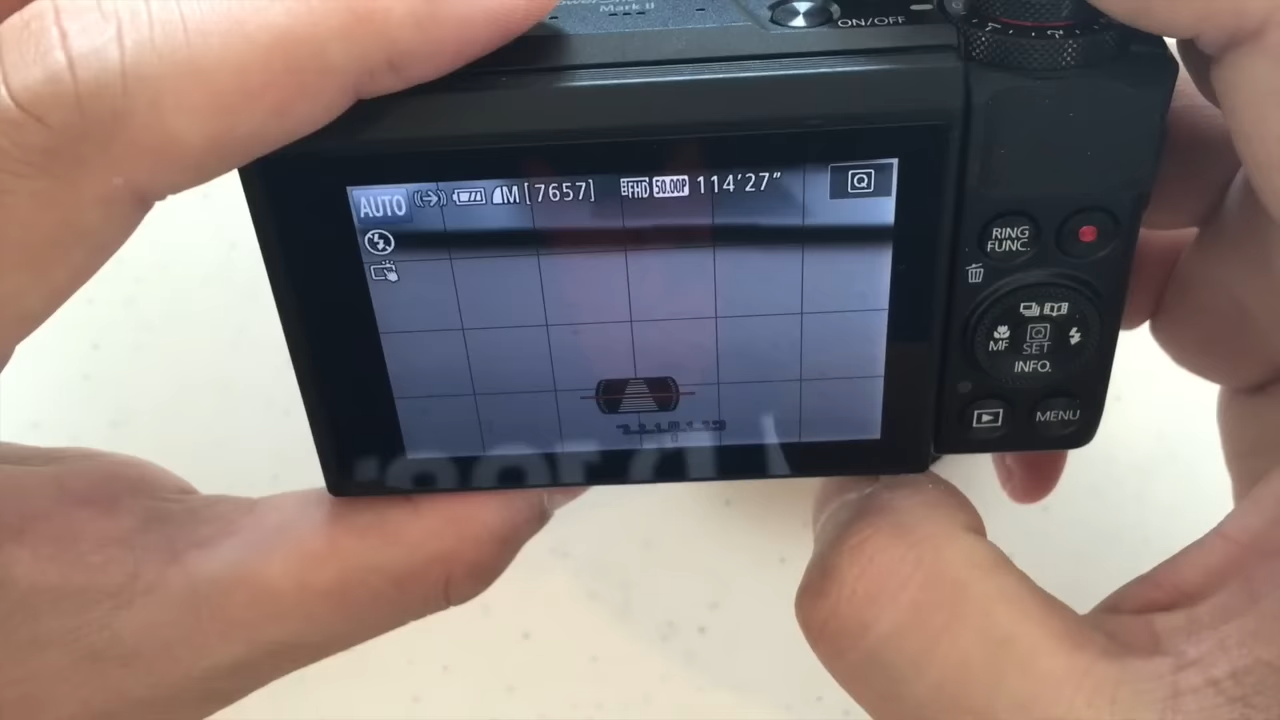 Mark II
ON/OFF
AUTO M [7657] FHD 50.00P 114'27" Q
RING
FUNC.
MF Q SET
INFO.
MENU